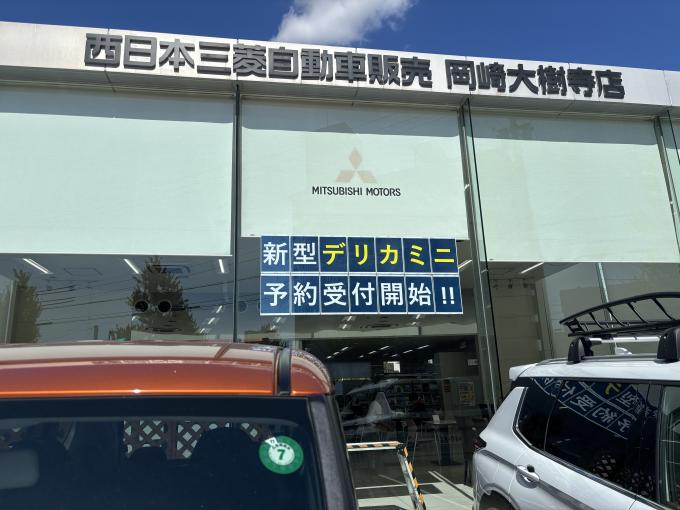 西日本三菱自動車販売 岡崎大樹寺店
MITSUBISHI MOTORS
新型デリカミニ
予約受付開始!!
7